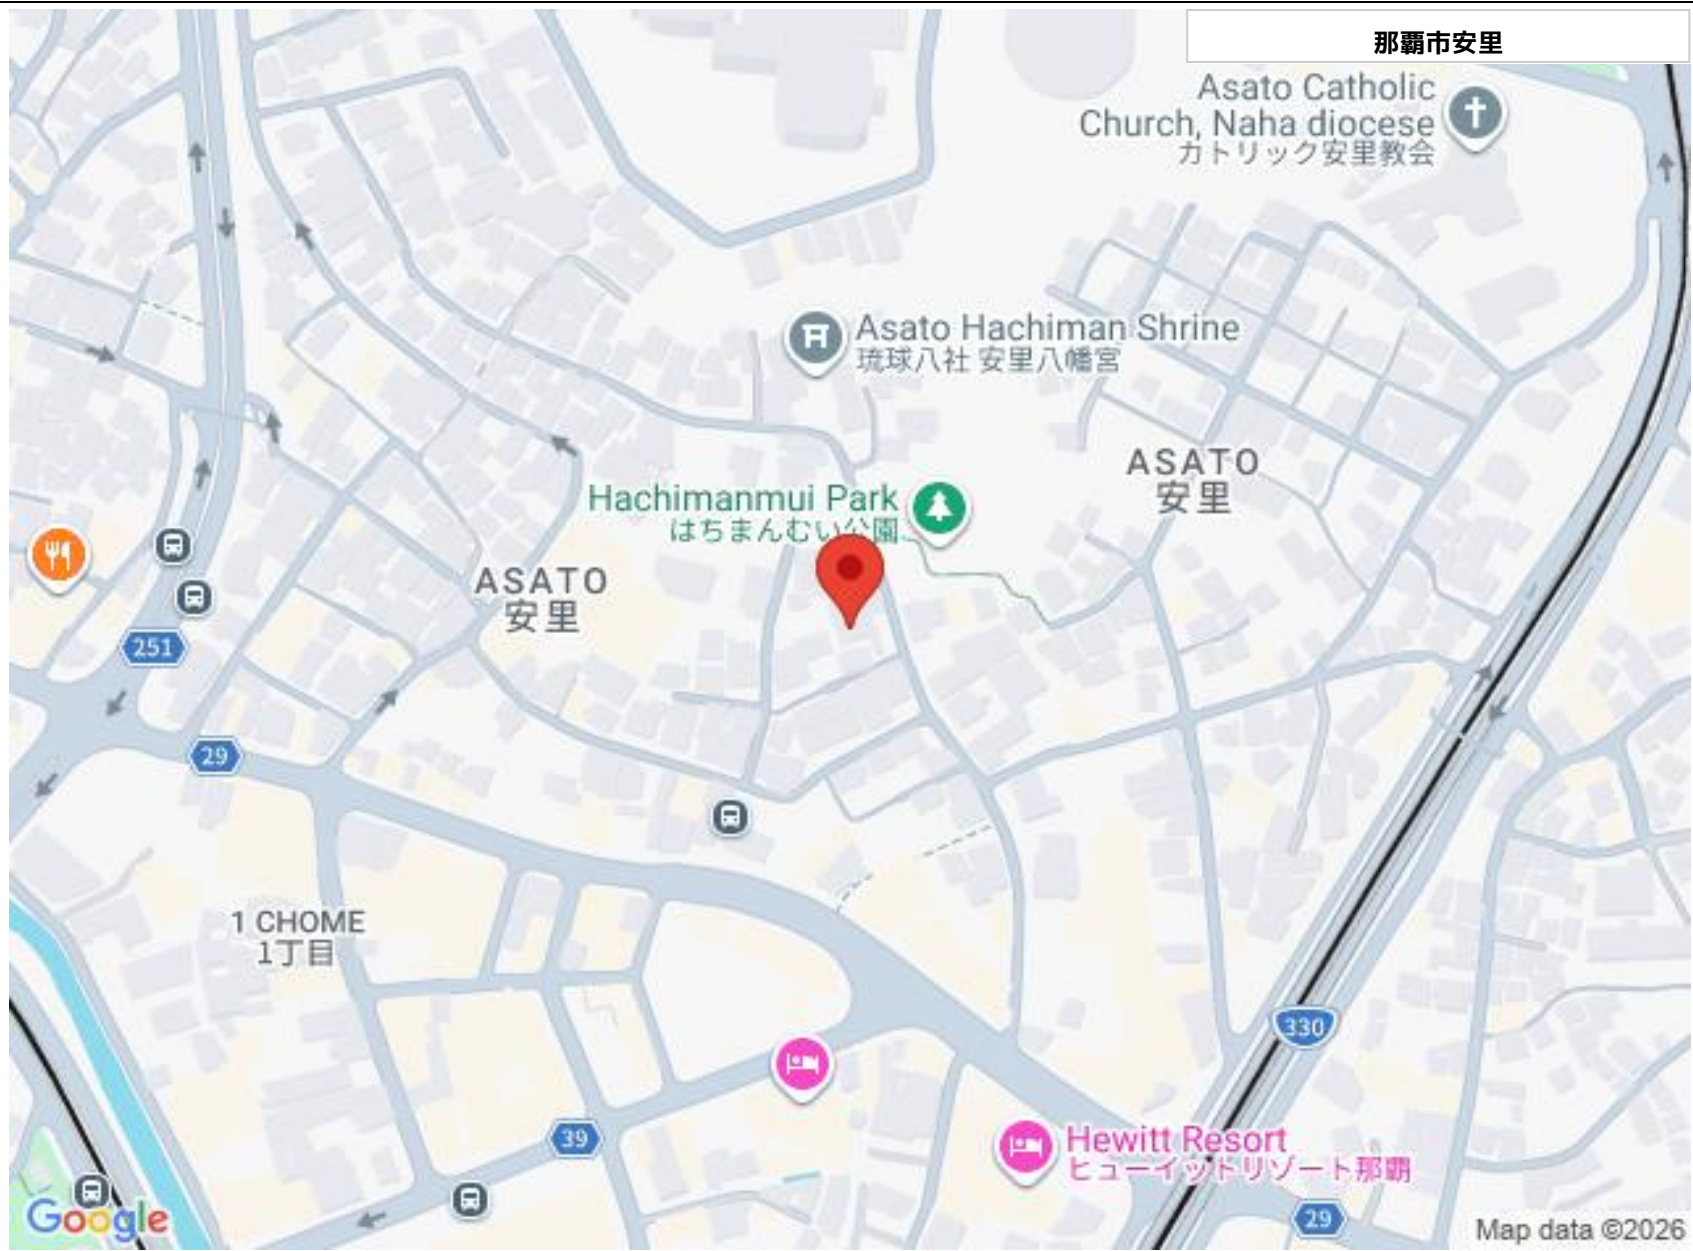 那覇市安里
Asato Catholic
Church, Naha diocese
カトリック安里教会
Asato Hachiman Shrine
琉球八社 安里八幡宮
ASATO
安里
Hachimanmui Park
はちまんむい公園
ASATO
安里
251
29
1 CHOME
1丁目
330
39
Hewitt Resort
ヒューイットリゾート那覇
29
Google
Map data ©2026